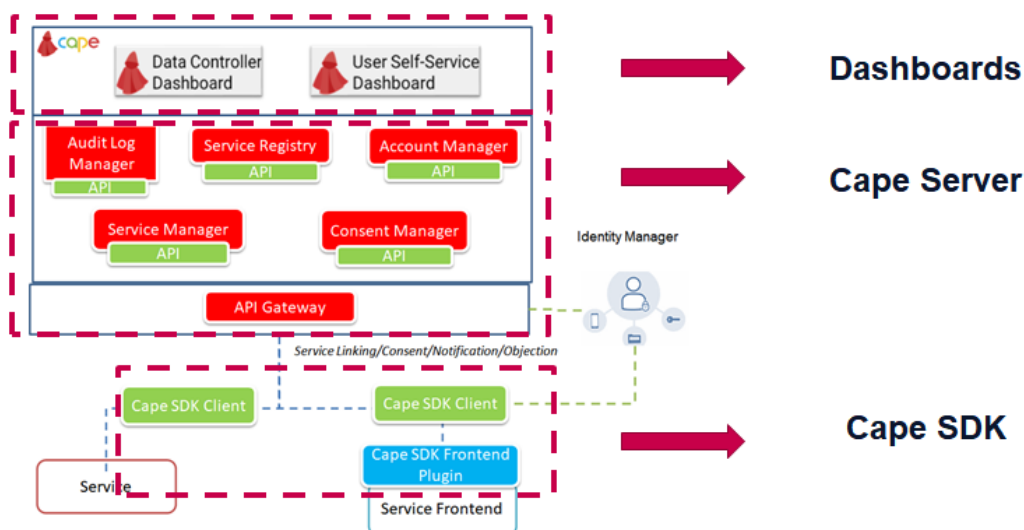 cape
Data Controller
Dashboard
User Self-Service
Dashboard
Dashboards
Audit Log
Manager
API
Service Registry
API
Account Manager
API
Cape Server
Service Manager
API
Consent Manager
API
Identity Manager
API Gateway
Service Linking/Consent/Notification/Objection
Cape SDK Client
Cape SDK Client
Cape SDK
Cape SDK Frontend
Plugin
Service
Service Frontend